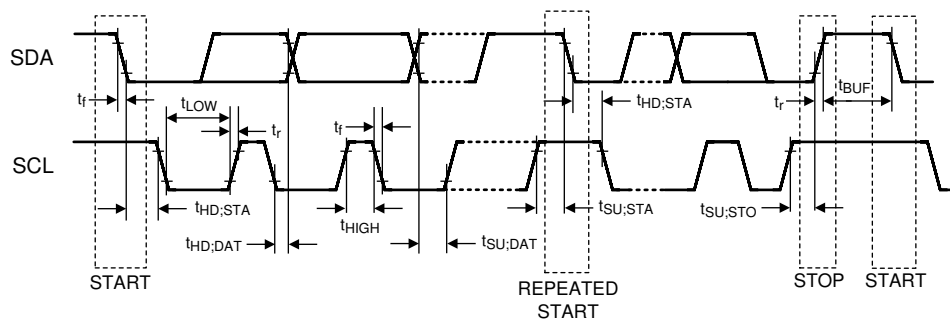 SDA
t_f
t_LOW
t_r
t_f
t_HD;STA
t_r
t_BUF
SCL
t_HD;STA
t_HD;DAT
t_HIGH
t_SU;DAT
t_SU;STA
t_SU;STO
START
REPEATED
START
STOP
START